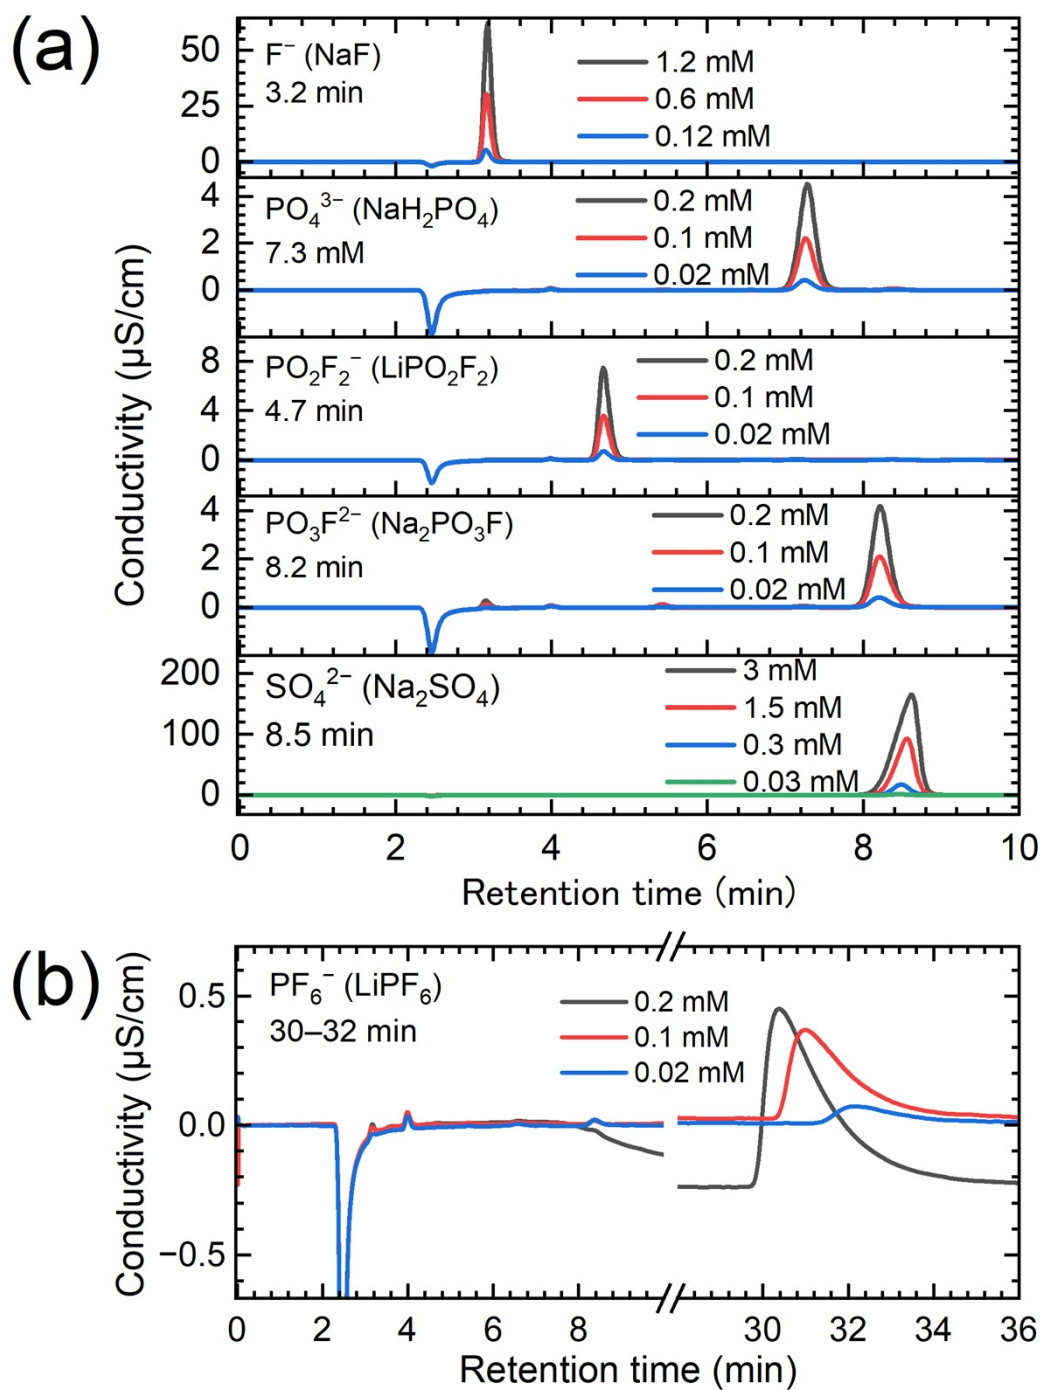 (a)
F⁻ (NaF)
3.2 min
1.2 mM
0.6 mM
0.12 mM
50
25
0
PO₄³⁻ (NaH₂PO₄)
7.3 mM
0.2 mM
0.1 mM
0.02 mM
4
2
0
PO₂F₂⁻ (LiPO₂F₂)
4.7 min
0.2 mM
0.1 mM
0.02 mM
8
4
0
PO₃F²⁻ (Na₂PO₃F)
8.2 min
0.2 mM
0.1 mM
0.02 mM
4
2
0
SO₄²⁻ (Na₂SO₄)
8.5 min
3 mM
1.5 mM
0.3 mM
0.03 mM
200
100
0
Conductivity (μS/cm)
0 2 4 6 8 10
Retention time (min)
(b)
PF₆⁻ (LiPF₆)
30–32 min
0.2 mM
0.1 mM
0.02 mM
0.5
0.0
−0.5
Conductivity (μS/cm)
0 2 4 6 8 30 32 34 36
Retention time (min)